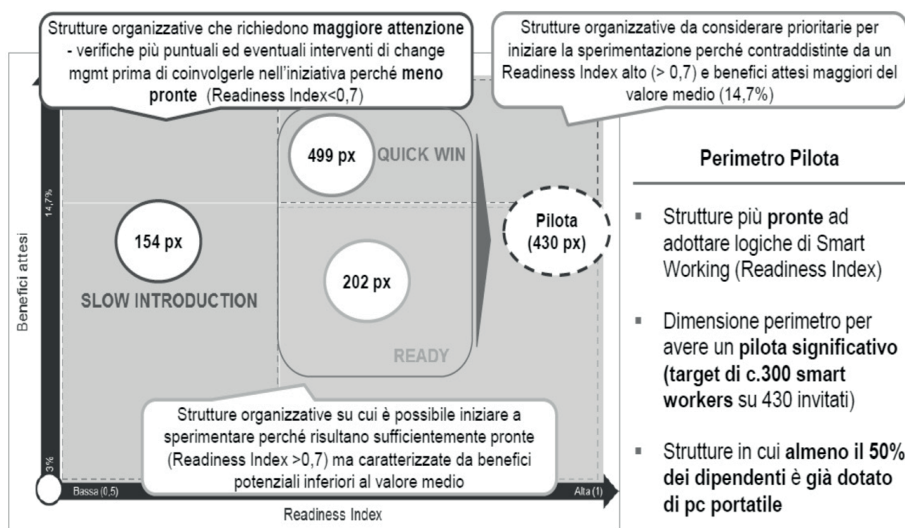 Strutture organizzative che richiedono maggiore attenzione
- verifiche più puntuali ed eventuali interventi di change
mgmt prima di coinvolgerle nell'iniziativa perché meno
pronte (Readiness Index<0,7)
Strutture organizzative da considerare prioritarie per
iniziare la sperimentazione perché contraddistinte da un
Readiness Index alto (> 0,7) e benefici attesi maggiori del
valore medio (14,7%)
Benefici attesi
14,7%
3%
499 px
QUICK WIN
154 px
SLOW INTRODUCTION
202 px
READY
Pilota
(430 px)
Strutture organizzative su cui è possibile iniziare a
sperimentare perché risultano sufficientemente pronte
(Readiness Index >0,7) ma caratterizzate da benefici
potenziali inferiori al valore medio
Bassa (0,5)
Alta (1)
Readiness Index
Perimetro Pilota
▪ Strutture più pronte ad
adottare logiche di Smart
Working (Readiness Index)
▪ Dimensione perimetro per
avere un pilota significativo
(target di c.300 smart
workers su 430 invitati)
▪ Strutture in cui almeno il 50%
dei dipendenti è già dotato
di pc portatile